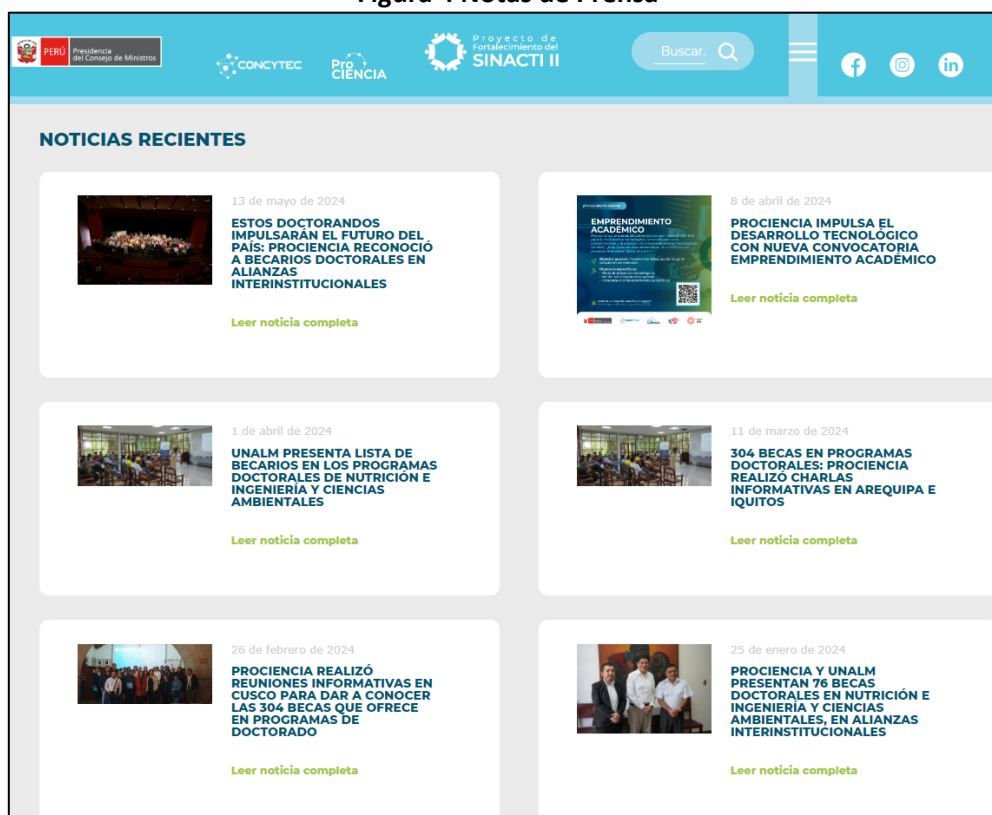 Figura 4 Notas de Prensa
PERÚ
Presidencia
del Consejo de Ministros
CONCYTEC
Pro
CIENCIA
Proyecto de
Fortalecimiento del
SINACTI II
Buscar.
NOTICIAS RECIENTES
13 de mayo de 2024
ESTOS DOCTORANDOS
IMPULSARÁN EL FUTURO DEL
PAÍS: PROCIENCIA RECONOCIÓ
A BECARIOS DOCTORALES EN
ALIANZAS
INTERINSTITUCIONALES
Leer noticia completa
EMPRENDIMIENTO
ACADÉMICO
8 de abril de 2024
PROCIENCIA IMPULSA EL
DESARROLLO TECNOLÓGICO
CON NUEVA CONVOCATORIA
EMPRENDIMIENTO ACADÉMICO
Leer noticia completa
1 de abril de 2024
UNALM PRESENTA LISTA DE
BECARIOS EN LOS PROGRAMAS
DOCTORALES DE NUTRICIÓN E
INGENIERÍA Y CIENCIAS
AMBIENTALES
Leer noticia completa
11 de marzo de 2024
304 BECAS EN PROGRAMAS
DOCTORALES: PROCIENCIA
REALIZÓ CHARLAS
INFORMATIVAS EN AREQUIPA E
IQUITOS
Leer noticia completa
26 de febrero de 2024
PROCIENCIA REALIZÓ
REUNIONES INFORMATIVAS EN
CUSCO PARA DAR A CONOCER
LAS 304 BECAS QUE OFRECE
EN PROGRAMAS DE
DOCTORADO
Leer noticia completa
25 de enero de 2024
PROCIENCIA Y UNALM
PRESENTAN 76 BECAS
DOCTORALES EN NUTRICIÓN E
INGENIERÍA Y CIENCIAS
AMBIENTALES, EN ALIANZAS
INTERINSTITUCIONALES
Leer noticia completa